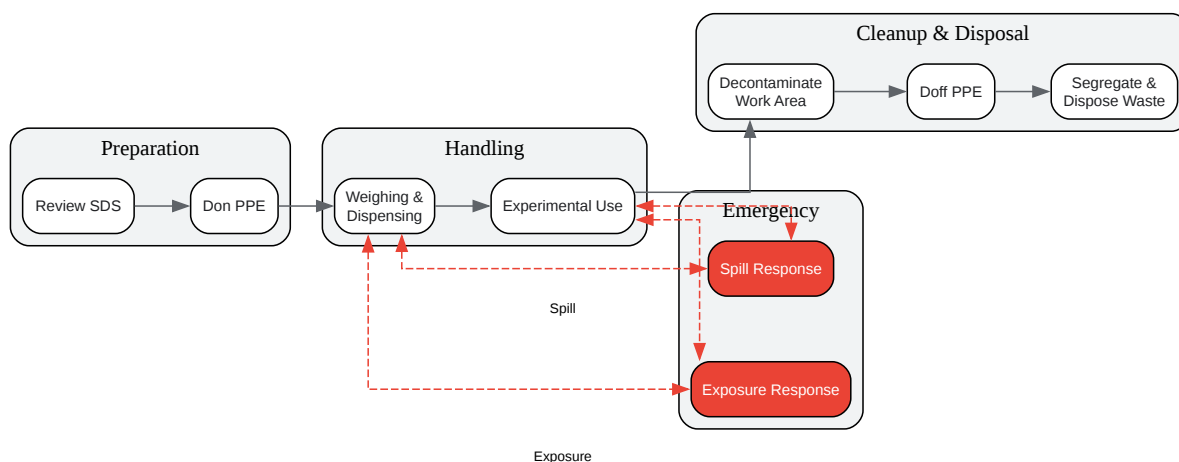 Cleanup & Disposal
Decontaminate
Work Area
Doff PPE
Segregate &
Dispose Waste
Preparation
Review SDS
Don PPE
Handling
Weighing &
Dispensing
Experimental Use
Emergency
Spill Response
Spill
Exposure Response
Exposure